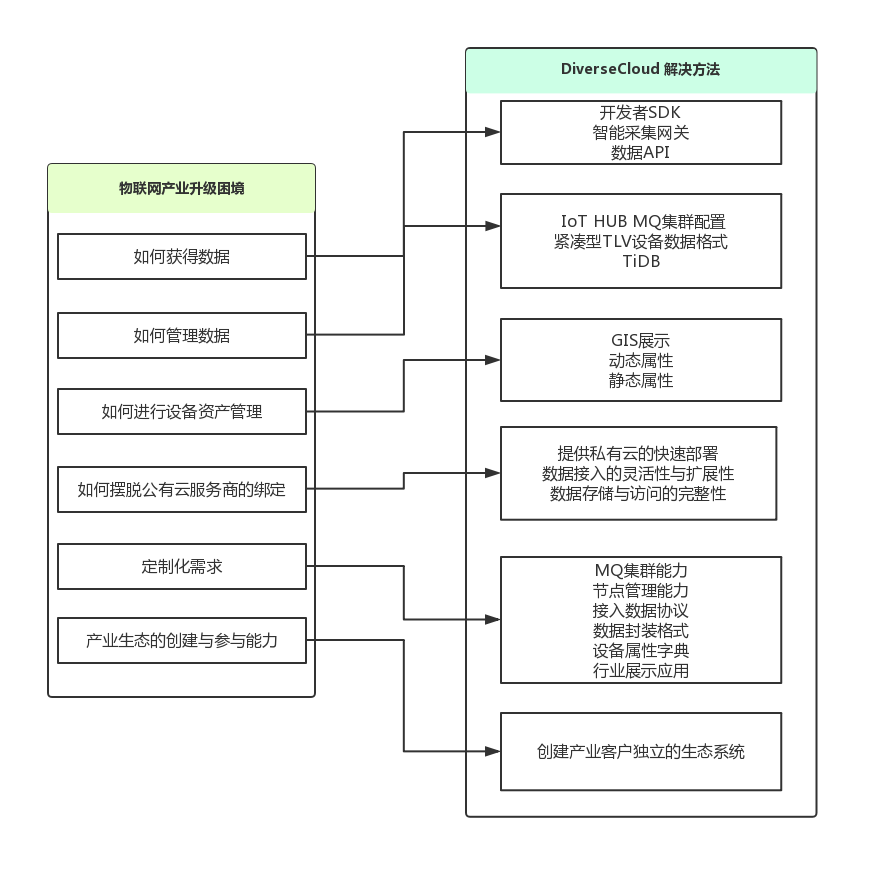 物联网产业升级困境
如何获得数据
如何管理数据
如何进行设备资产管理
如何摆脱公有云服务商的绑定
定制化需求
产业生态的创建与参与能力
DiverseCloud 解决方法
开发者SDK
智能采集网关
数据API
IoT HUB MQ集群配置
紧凑型TLV设备数据格式
TiDB
GIS展示
动态属性
静态属性
提供私有云的快速部署
数据接入的灵活性与扩展性
数据存储与访问的完整性
MQ集群能力
节点管理能力
接入数据协议
数据封装格式
设备属性字典
行业展示应用
创建产业客户独立的生态系统